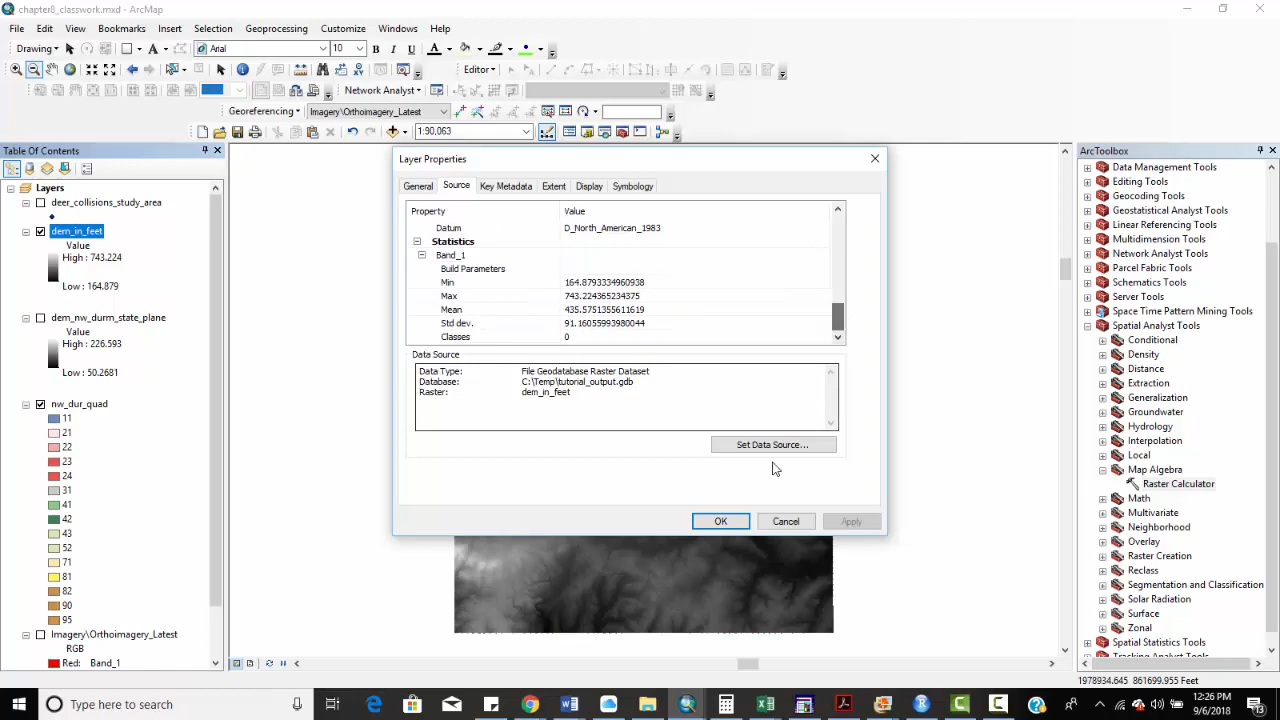 chapter8_classwork.mxd - ArcMap
File Edit View Bookmarks Insert Selection Geoprocessing Customize Windows Help
Drawing Arial 10 B I U A
Editor
Network Analyst
Georeferencing Imagery\Orthoimagery_Latest
1:90,063
Table Of Contents
Layers
deer_collisions_study_area
dem_in_feet
Value
High : 743.224
Low : 164.879
dem_nw_durm_state_plane
Value
High : 226.593
Low : 50.2681
nw_dur_quad
11
21
22
23
24
31
41
42
43
52
71
81
82
90
95
Imagery\Orthoimagery_Latest
RGB
Red: Band_1
Layer Properties
General Source Key Metadata Extent Display Symbology
Property Value
Datum D_North_American_1983
Statistics
Band_1
Build Parameters
Min 164.8793334960938
Max 743.224365234375
Mean 435.5751355611619
Std dev. 91.16055993980044
Classes 0
Data Source
Data Type: File Geodatabase Raster Dataset
Database: C:\Temp\tutorial_output.gdb
Raster: dem_in_feet
Set Data Source...
OK Cancel Apply
ArcToolbox
Data Management Tools
Editing Tools
Geocoding Tools
Geostatistical Analyst Tools
Linear Referencing Tools
Multidimension Tools
Network Analyst Tools
Parcel Fabric Tools
Schematics Tools
Server Tools
Space Time Pattern Mining Tools
Spatial Analyst Tools
Conditional
Density
Distance
Extraction
Generalization
Groundwater
Hydrology
Interpolation
Local
Map Algebra
Raster Calculator
Math
Multivariate
Neighborhood
Overlay
Raster Creation
Reclass
Segmentation and Classification
Solar Radiation
Surface
Zonal
Spatial Statistics Tools
Tracking Analyst Tools
1978934.645 861699.955 Feet
Type here to search
12:26 PM
9/6/2018